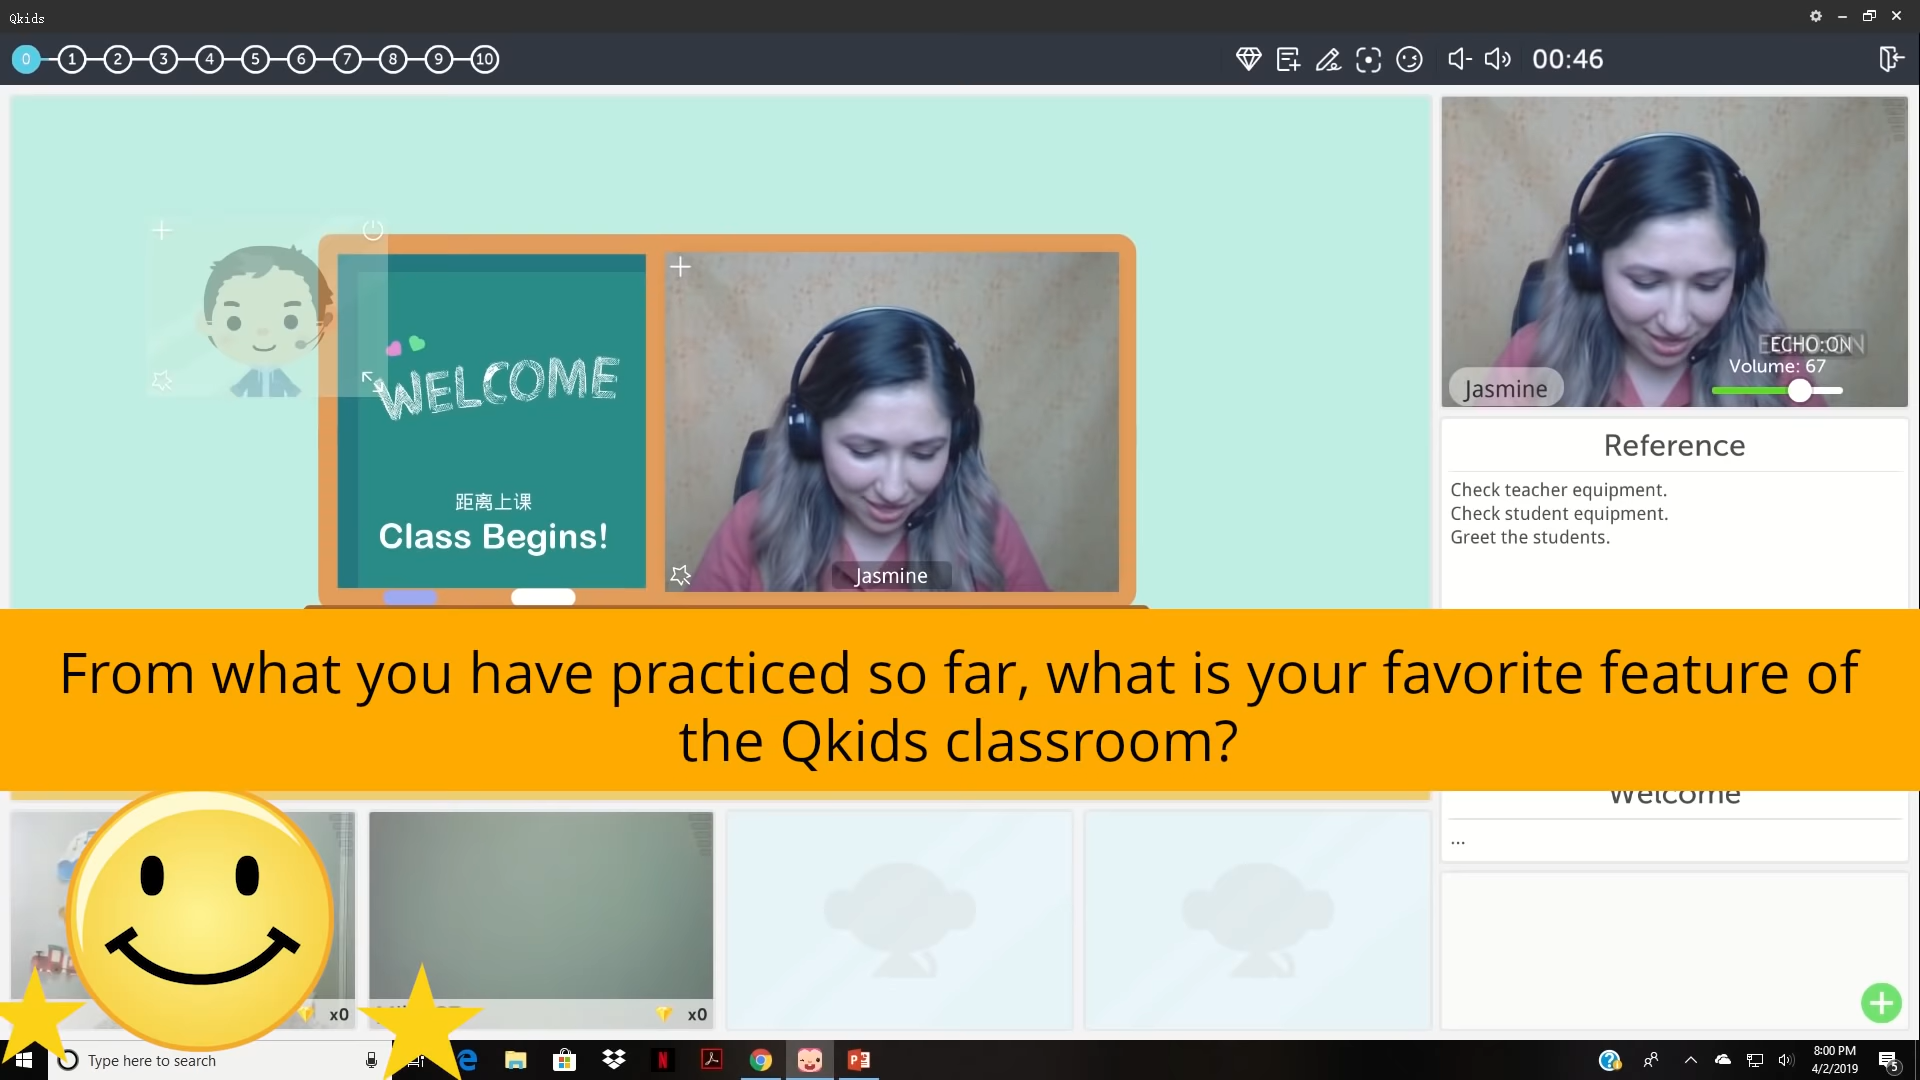 Qkids
0 1 2 3 4 5 6 7 8 9 10
00:46
WELCOME
距离上课
Class Begins!
Jasmine
ECHO:ON
Volume: 67
Jasmine
Reference
Check teacher equipment.
Check student equipment.
Greet the students.
From what you have practiced so far, what is your favorite feature of
the Qkids classroom?
Welcome
...
x0
x0
Type here to search
8:00 PM
4/2/2019
5